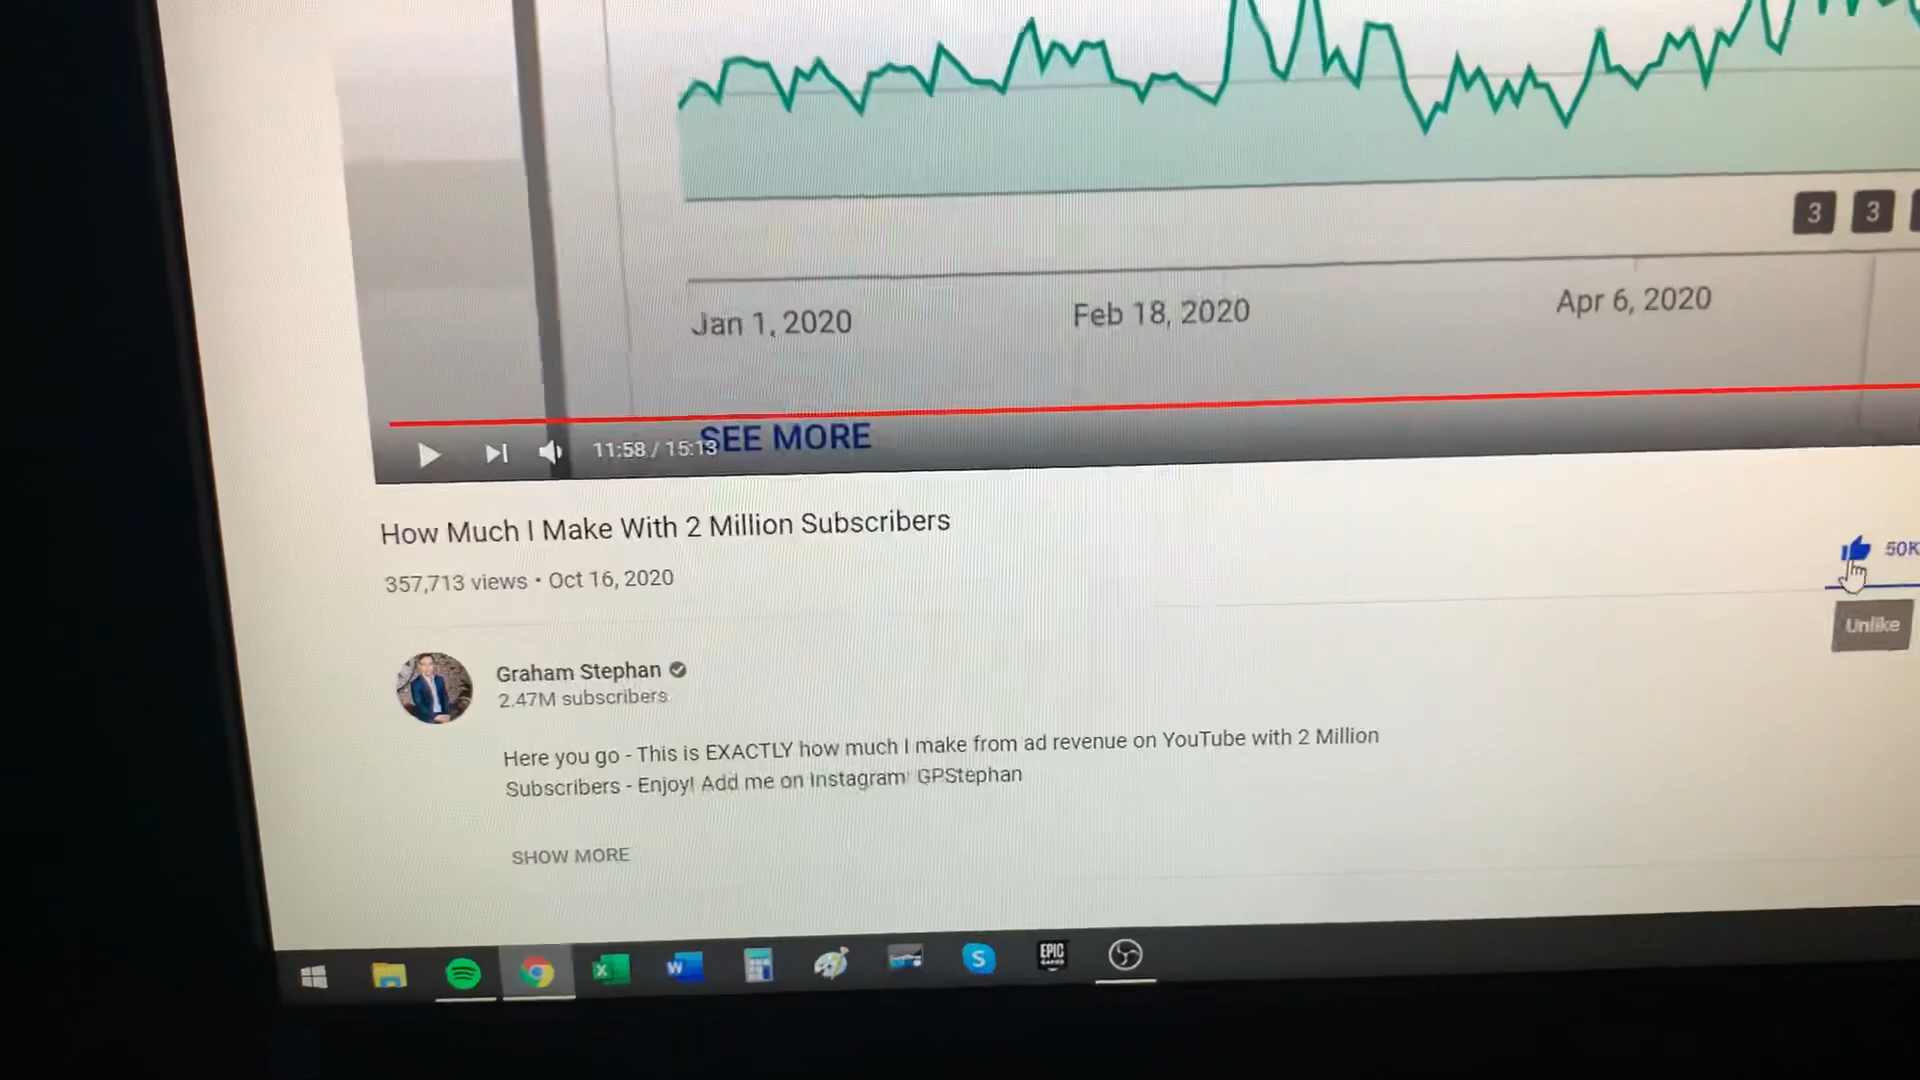 3 3
Jan 1, 2020 Feb 18, 2020 Apr 6, 2020
SEE MORE
11:58 / 15:13
How Much I Make With 2 Million Subscribers
357,713 views • Oct 16, 2020
50K
Unlike
Graham Stephan
2.47M subscribers
Here you go - This is EXACTLY how much I make from ad revenue on YouTube with 2 Million
Subscribers - Enjoy! Add me on Instagram: GPStephan
SHOW MORE
EPIC
GAMES